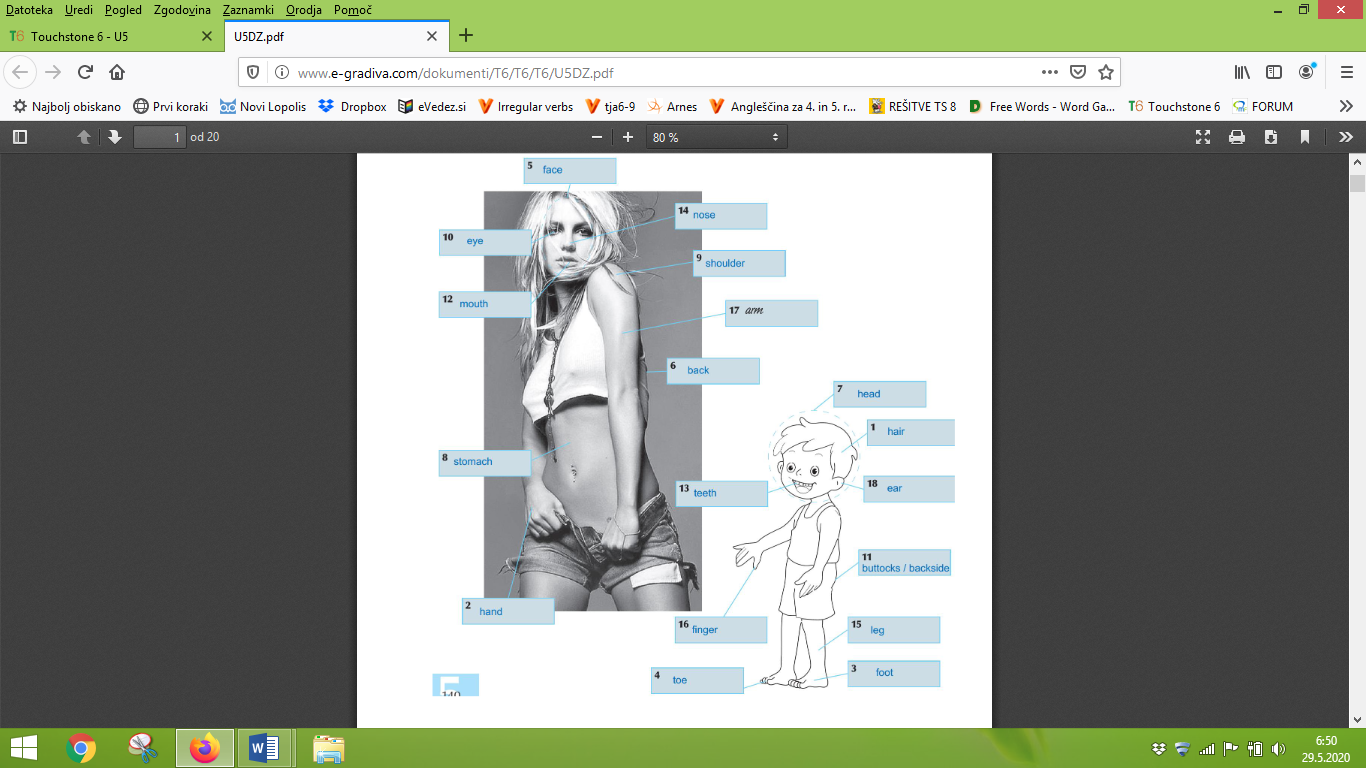 Datoteka Uredi Pogled Zgodovina Zaznamki Orodja Pomoč
T6 Touchstone 6 - U5
U5DZ.pdf
www.e-gradiva.com/dokumenti/T6/T6/T6/U5DZ.pdf
Najbolj obiskano Prvi koraki Novi Lopolis Dropbox eVedez.si Irregular verbs tja6-9 Arnes Angleščina za 4. in 5. r... REŠITVE TS 8 Free Words - Word Ga... T6 Touchstone 6 FORUM
1 od 20
80 %
5 face
14 nose
10 eye
9 shoulder
12 mouth
17 arm
6 back
7 head
1 hair
8 stomach
13 teeth
18 ear
11
buttocks / backside
2 hand
16 finger
15 leg
4 toe
3 foot
140
6:50
29.5.2020